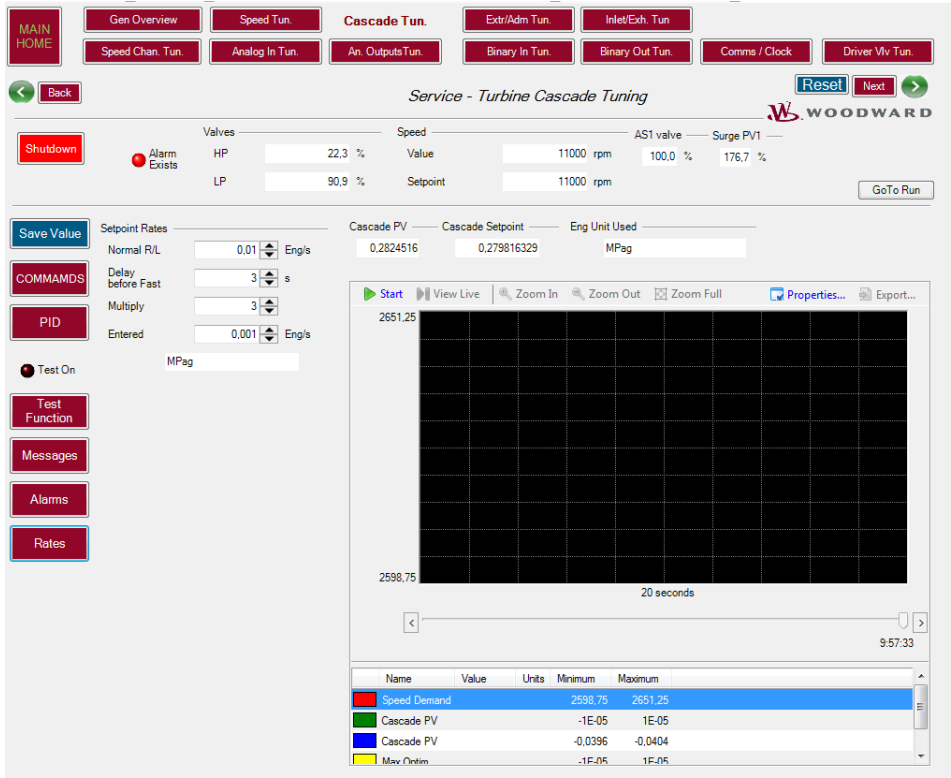 MAIN
HOME
Gen Overview
Speed Tun.
Cascade Tun.
Extr/Adm Tun.
Inlet/Exh. Tun
Speed Chan. Tun.
Analog In Tun.
An. OutputsTun.
Binary In Tun.
Binary Out Tun.
Comms / Clock
Driver Vlv Tun.
Back
Service - Turbine Cascade Tuning
Reset
Next
WOODWARD
Shutdown
Alarm
Exists
Valves
HP 22,3 %
LP 90,9 %
Speed
Value 11000 rpm
Setpoint 11000 rpm
AS1 valve
100,0 %
Surge PV1
176,7 %
GoTo Run
Save Value
COMMAMDS
PID
Test On
Test
Function
Messages
Alarms
Rates
Setpoint Rates
Normal R/L 0,01 Eng/s
Delay
before Fast 3 s
Multiply 3
Entered 0,001 Eng/s
MPag
Cascade PV
0,2824516
Cascade Setpoint
0,279816329
Eng Unit Used
MPag
Start View Live Zoom In Zoom Out Zoom Full Properties... Export...
2651,25
2598,75
20 seconds
9:57:33
Name Value Units Minimum Maximum
Speed Demand 2598,75 2651,25
Cascade PV -1E-05 1E-05
Cascade PV -0,0396 -0,0404
Max Optim -1E-05 1E-05